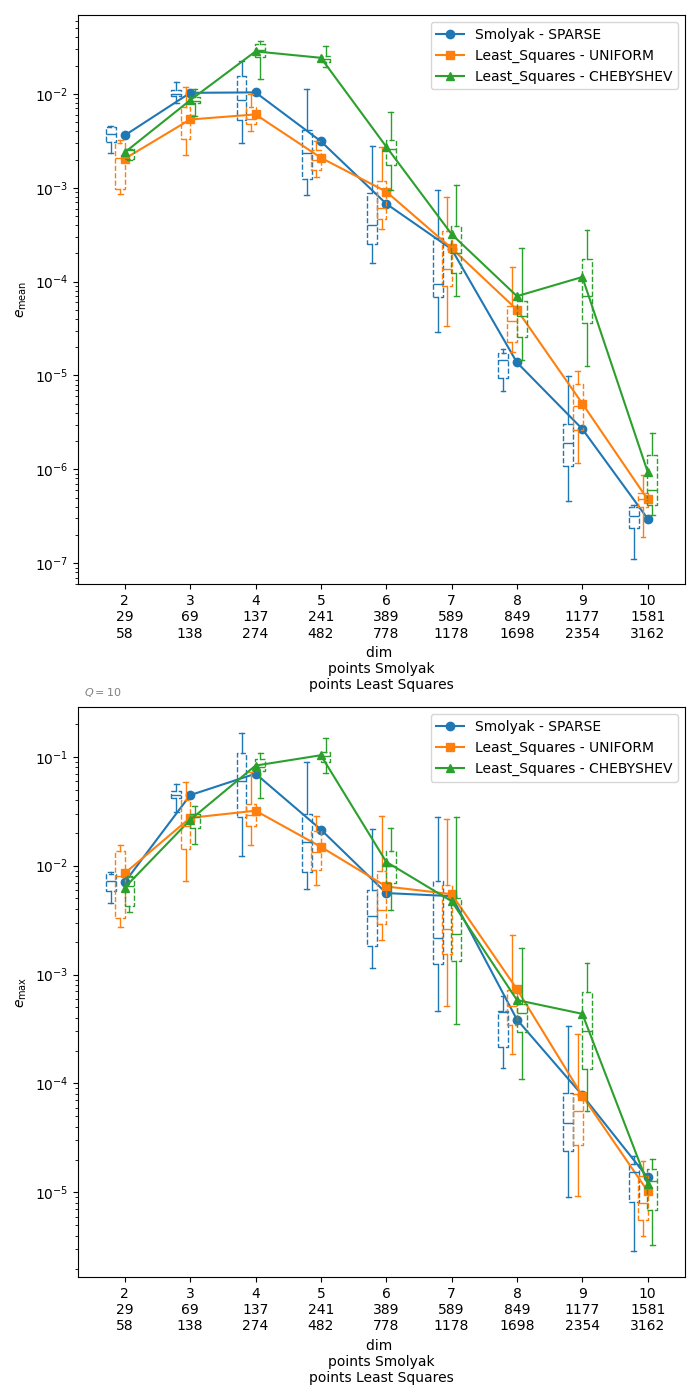 Smolyak - SPARSE
Least_Squares - UNIFORM
Least_Squares - CHEBYSHEV
10⁻²
10⁻³
10⁻⁴
10⁻⁵
10⁻⁶
10⁻⁷
e_mean
2 3 4 5 6 7 8 9 10
29 69 137 241 389 589 849 1177 1581
58 138 274 482 778 1178 1698 2354 3162
dim
points Smolyak
points Least Squares
Q = 10
Smolyak - SPARSE
Least_Squares - UNIFORM
Least_Squares - CHEBYSHEV
10⁻¹
10⁻²
10⁻³
10⁻⁴
10⁻⁵
e_max
2 3 4 5 6 7 8 9 10
29 69 137 241 389 589 849 1177 1581
58 138 274 482 778 1178 1698 2354 3162
dim
points Smolyak
points Least Squares